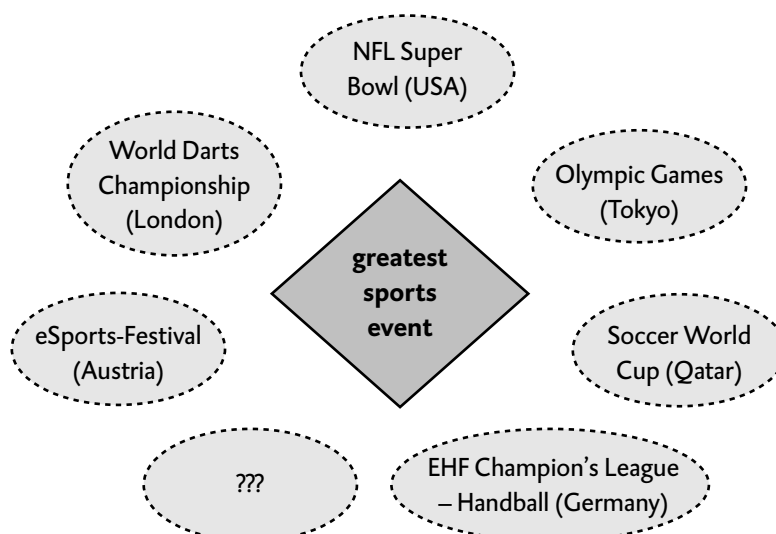 NFL Super
Bowl (USA)
World Darts
Championship
(London)
Olympic Games
(Tokyo)
greatest
sports
event
eSports-Festival
(Austria)
Soccer World
Cup (Qatar)
???
EHF Champion’s League
– Handball (Germany)